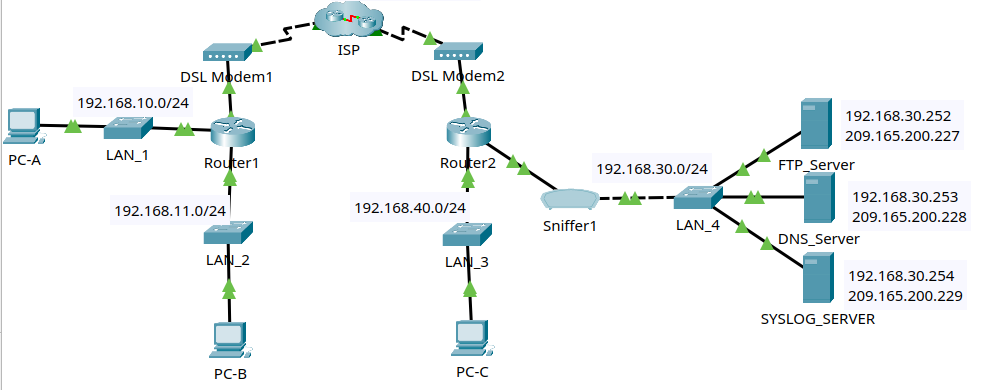 ISP
DSL Modem1
DSL Modem2
192.168.10.0/24
PC-A
LAN_1
Router1
Router2
192.168.30.252
209.165.200.227
FTP_Server
192.168.30.0/24
192.168.11.0/24
192.168.40.0/24
Sniffer1
LAN_4
192.168.30.253
209.165.200.228
DNS_Server
LAN_2
LAN_3
192.168.30.254
209.165.200.229
SYSLOG_SERVER
PC-B
PC-C